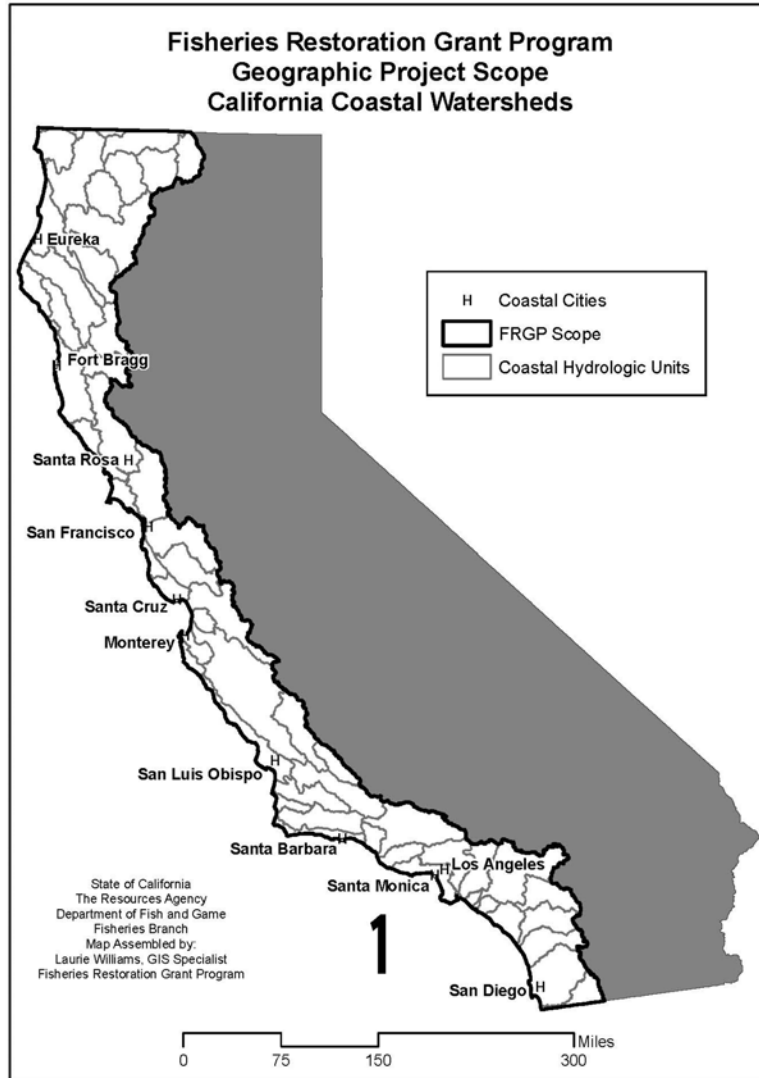 Fisheries Restoration Grant Program
Geographic Project Scope
California Coastal Watersheds
H Eureka
H Coastal Cities
FRGP Scope
Coastal Hydrologic Units
H Fort Bragg
Santa Rosa H
San Francisco H
Santa Cruz H
Monterey H
San Luis Obispo H
Santa Barbara H
H Los Angeles
Santa Monica H
State of California
The Resources Agency
Department of Fish and Game
Fisheries Branch
Map Assembled by:
Laurie Williams, GIS Specialist
Fisheries Restoration Grant Program
1
San Diego H
Miles
0 75 150 300